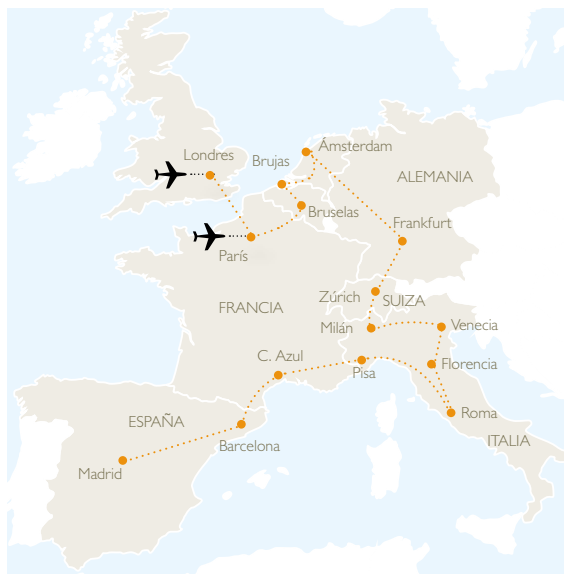 Londres
Brujas
Ámsterdam
ALEMANIA
Bruselas
Frankfurt
París
Zúrich
SUIZA
FRANCIA
Milán
Venecia
C. Azul
Pisa
Florencia
ESPAÑA
Roma
Barcelona
ITALIA
Madrid